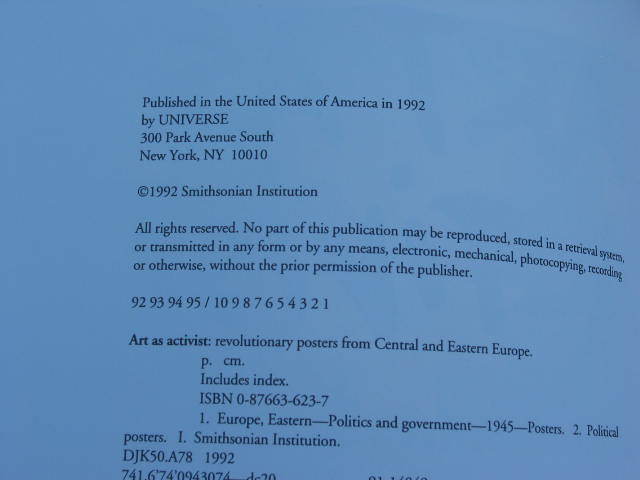 Published in the United States of America in 1992
by UNIVERSE
300 Park Avenue South
New York, NY 10010
©1992 Smithsonian Institution
All rights reserved. No part of this publication may be reproduced, stored in a retrieval system,
or transmitted in any form or by any means, electronic, mechanical, photocopying, recording
or otherwise, without the prior permission of the publisher.
92 93 94 95 / 10 9 8 7 6 5 4 3 2 1
Art as activist: revolutionary posters from Central and Eastern Europe.
p. cm.
Includes index.
ISBN 0-87663-623-7
1. Europe, Eastern—Politics and government—1945—Posters. 2. Political
posters. I. Smithsonian Institution.
DJK50.A78 1992
741.6'74'0943074—dc20